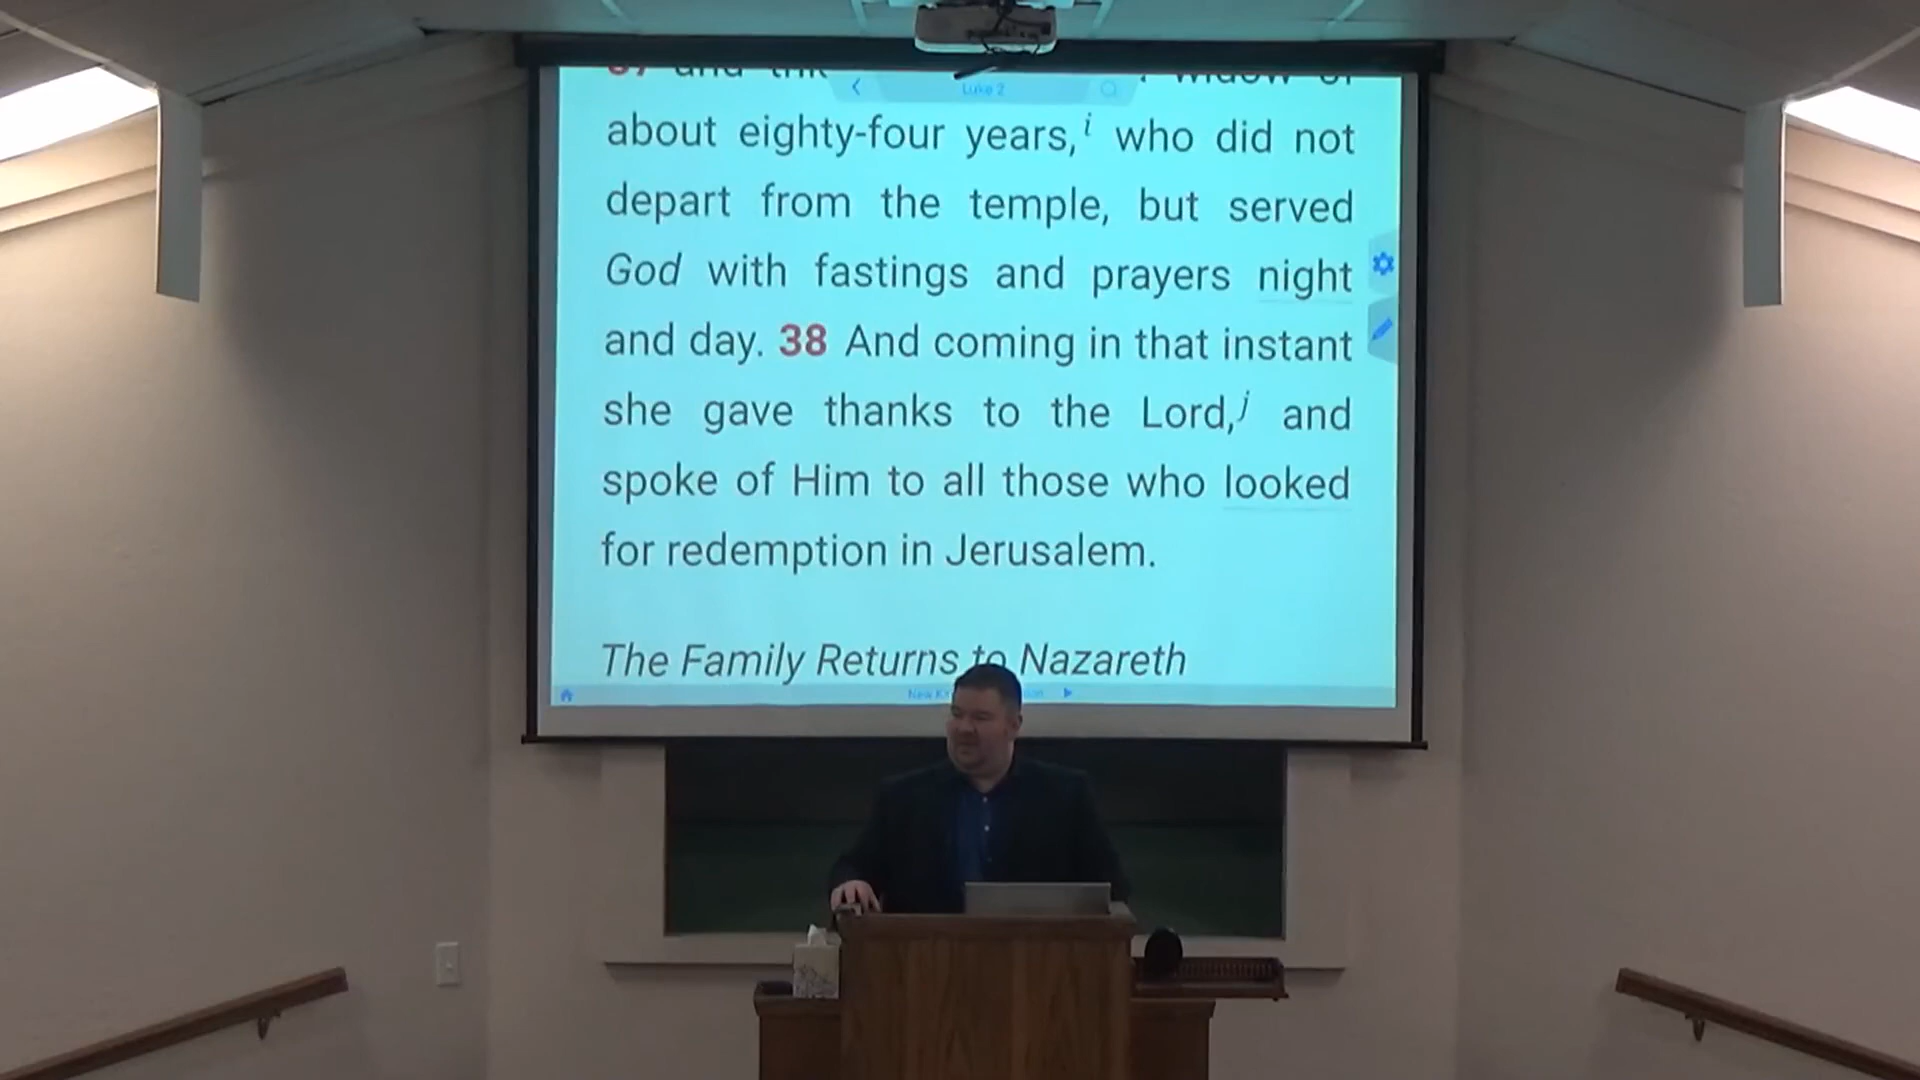 Luke 2
widow of
about eighty-four years,i who did not
depart from the temple, but served
God with fastings and prayers night
and day. 38 And coming in that instant
she gave thanks to the Lord,j and
spoke of Him to all those who looked
for redemption in Jerusalem.
The Family Returns to Nazareth